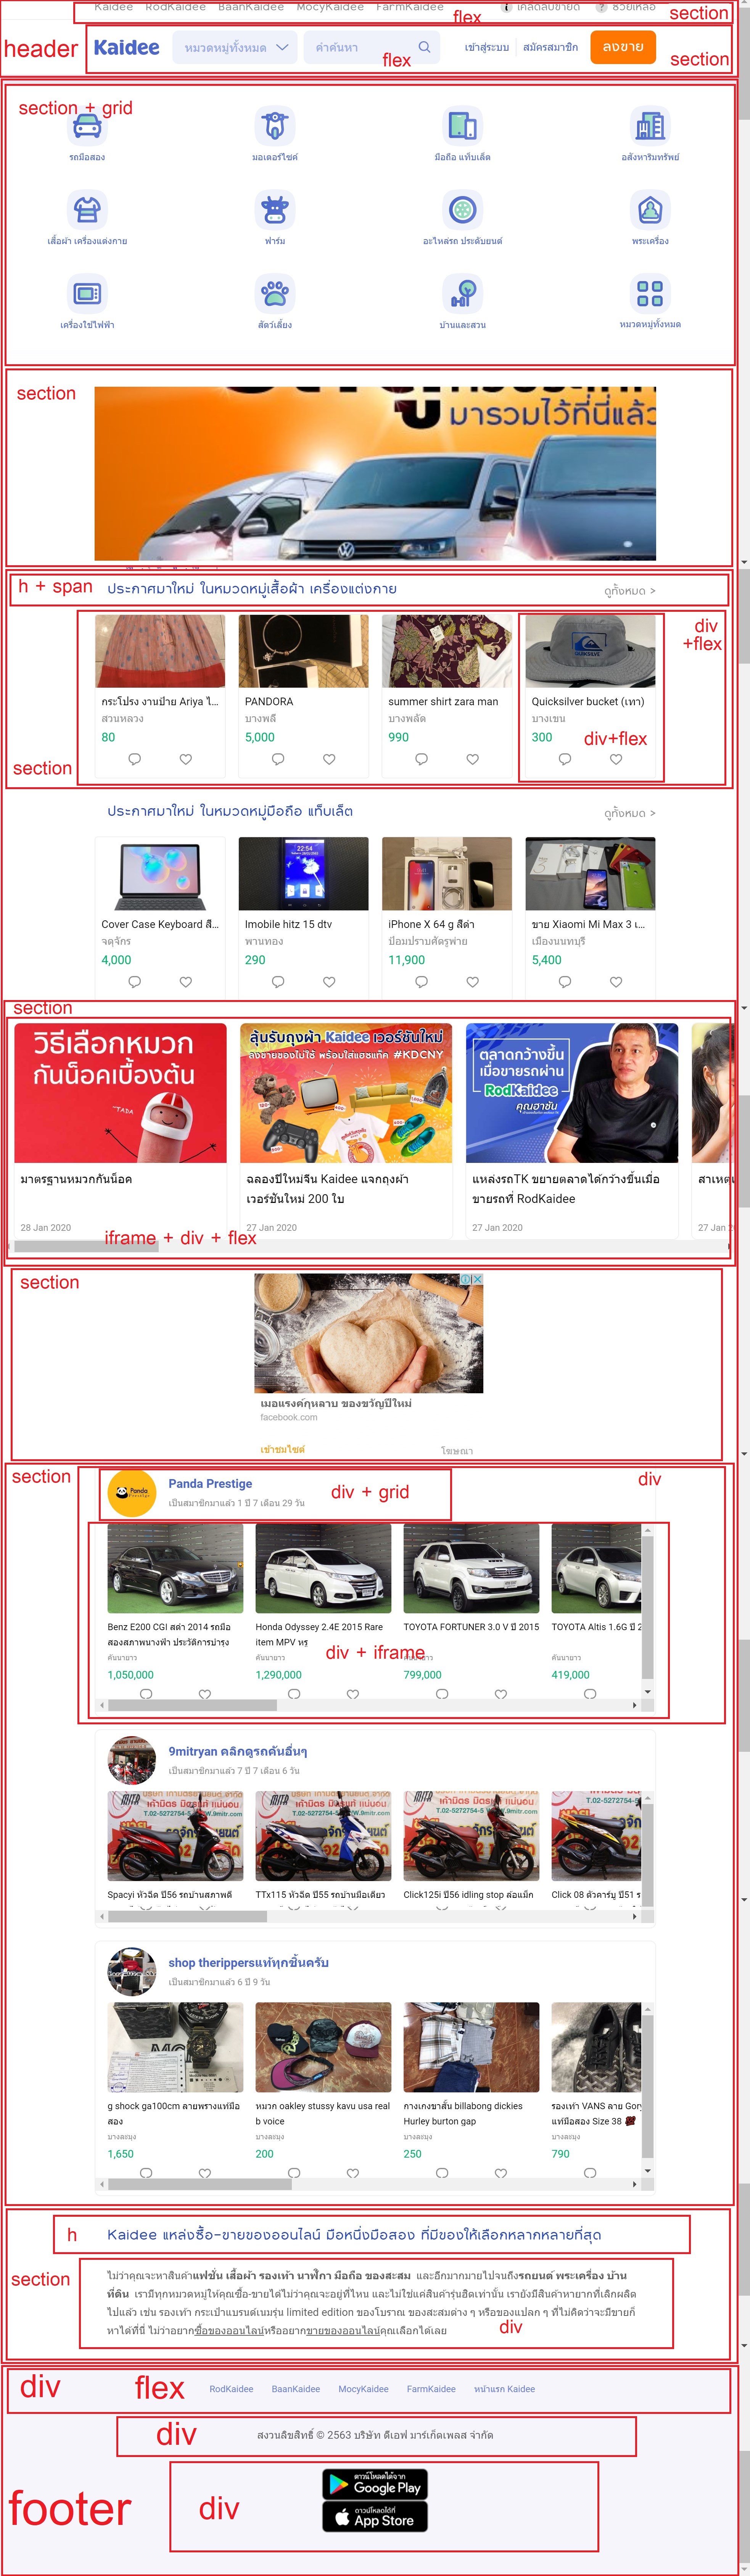 Kaidee RodKaidee BaanKaidee MocyKaidee FarmKaidee
เคล็ดลับขายดี
ช่วยเหลือ
flex
section
header
Kaidee
หมวดหมู่ทั้งหมด
คำค้นหา
flex
เข้าสู่ระบบ
สมัครสมาชิก
ลงขาย
section
section + grid
รถมือสอง
มอเตอร์ไซค์
มือถือ แท็บเล็ต
อสังหาริมทรัพย์
เสื้อผ้า เครื่องแต่งกาย
ฟาร์ม
อะไหล่รถ ประดับยนต์
พระเครื่อง
เครื่องใช้ไฟฟ้า
สัตว์เลี้ยง
บ้านและสวน
หมวดหมู่ทั้งหมด
section
มารวมไว้ที่นี่แล้ว
h + span
ประกาศมาใหม่ ในหมวดหมู่เสื้อผ้า เครื่องแต่งกาย
ดูทั้งหมด >
div
+flex
QUIKSILVER
กระโปรง งานป้าย Ariya ไ...
สวนหลวง
80
PANDORA
บางพลี
5,000
summer shirt zara man
บางพลัด
990
Quicksilver bucket (เทา)
บางเขน
300
div+flex
section
ประกาศมาใหม่ ในหมวดหมู่มือถือ แท็บเล็ต
ดูทั้งหมด >
22:54
Cover Case Keyboard สี...
จตุจักร
4,000
Imobile hitz 15 dtv
พานทอง
290
iPhone X 64 g สีดำ
ป้อมปราบศัตรูพ่าย
11,900
ขาย Xiaomi Mi Max 3 เ...
เมืองนนทบุรี
5,400
section
วิธีเลือกหมวก
กันน็อคเบื้องต้น
TADA
ลุ้นรับถุงผ้า Kaidee เวอร์ชันใหม่
ลงขายของไม่ใช้ พร้อมใส่แฮชแท็ค #KDCNY
ตลาดกว้างขึ้น
เมื่อขายรถผ่าน
RodKaidee
คุณฮาซัน
มาตรฐานหมวกกันน็อค
28 Jan 2020
ฉลองปีใหม่จีน Kaidee แจกถุงผ้า
เวอร์ชันใหม่ 200 ใบ
27 Jan 2020
แหล่งรถTK ขยายตลาดได้กว้างขึ้นเมื่อ
ขายรถที่ RodKaidee
27 Jan 2020
สาเหตุ
27 Jan
iframe + div + flex
section
facebook.com
เข้าชมไซต์
โฆษณา
section
Panda
Prestige
Panda Prestige
เป็นสมาชิกมาแล้ว 1 ปี 7 เดือน 29 วัน
div + grid
div
Benz E200 CGI สีดำ 2014 รถมือ
สองสภาพนางฟ้า ประวัติการบำรุง
คันนายาว
1,050,000
Honda Odyssey 2.4E 2015 Rare
item MPV หรู
1,290,000
TOYOTA FORTUNER 3.0 V ปี 2015
คันนายาว
799,000
TOYOTA Altis 1.6G ปี 2
คันนายาว
419,000
div + iframe
9mitryan คลิกดูรถคันอื่นๆ
เป็นสมาชิกมาแล้ว 7 ปี 7 เดือน 6 วัน
Spacyi หัวฉีด ปี56 รถบ้านสภาพดี
TTx115 หัวฉีด ปี55 รถบ้านมือเดียว
Click125i ปี56 idling stop ล้อแม็ก
Click 08 ตัวคาร์บู ปี51 ร
shop therippersแท้ทุกชิ้นครับ
เป็นสมาชิกมาแล้ว 6 ปี 9 วัน
g shock ga100cm ลายพรางแท้มือ
สอง
บางละมุง
1,650
หมวก oakley stussy kavu usa real
b voice
บางละมุง
200
กางเกงขาสั้น billabong dickies
Hurley burton gap
บางละมุง
250
รองเท้า VANS ลาย Gory
แท้มือสอง Size 38
บางละมุง
790
h
Kaidee แหล่งซื้อ-ขายของออนไลน์ มือหนึ่งมือสอง ที่มีของให้เลือกหลากหลายที่สุด
section
ไม่ว่าคุณจะหาสินค้าแฟชั่น เสื้อผ้า รองเท้า นาฬิกา มือถือ ของสะสม และอีกมากมายไปจนถึงรถยนต์ พระเครื่อง บ้าน
ที่ดิน เรามีทุกหมวดหมู่ให้คุณซื้อ-ขายได้ไม่ว่าคุณจะอยู่ที่ไหน และไม่ใช่แค่สินค้ารุ่นฮิตเท่านั้น เรายังมีสินค้าหายากที่เลิกผลิต
ไปแล้ว เช่น รองเท้า กระเป๋าแบรนด์เนมรุ่น limited edition ของโบราณ ของสะสมต่าง ๆ หรือของแปลก ๆ ที่ไม่คิดว่าจะมีขายก็
หาได้ที่นี่ ไม่ว่าอยากซื้อของออนไลน์หรืออยากขายของออนไลน์คุณเลือกได้เลย
div
div
flex
RodKaidee BaanKaidee MocyKaidee FarmKaidee หน้าแรก Kaidee
div
สงวนลิขสิทธิ์ © 2563 บริษัท ดีเอฟ มาร์เก็ตเพลส จำกัด
footer
div
ดาวน์โหลดได้จาก
Google Play
ดาวน์โหลดได้ที่
App Store